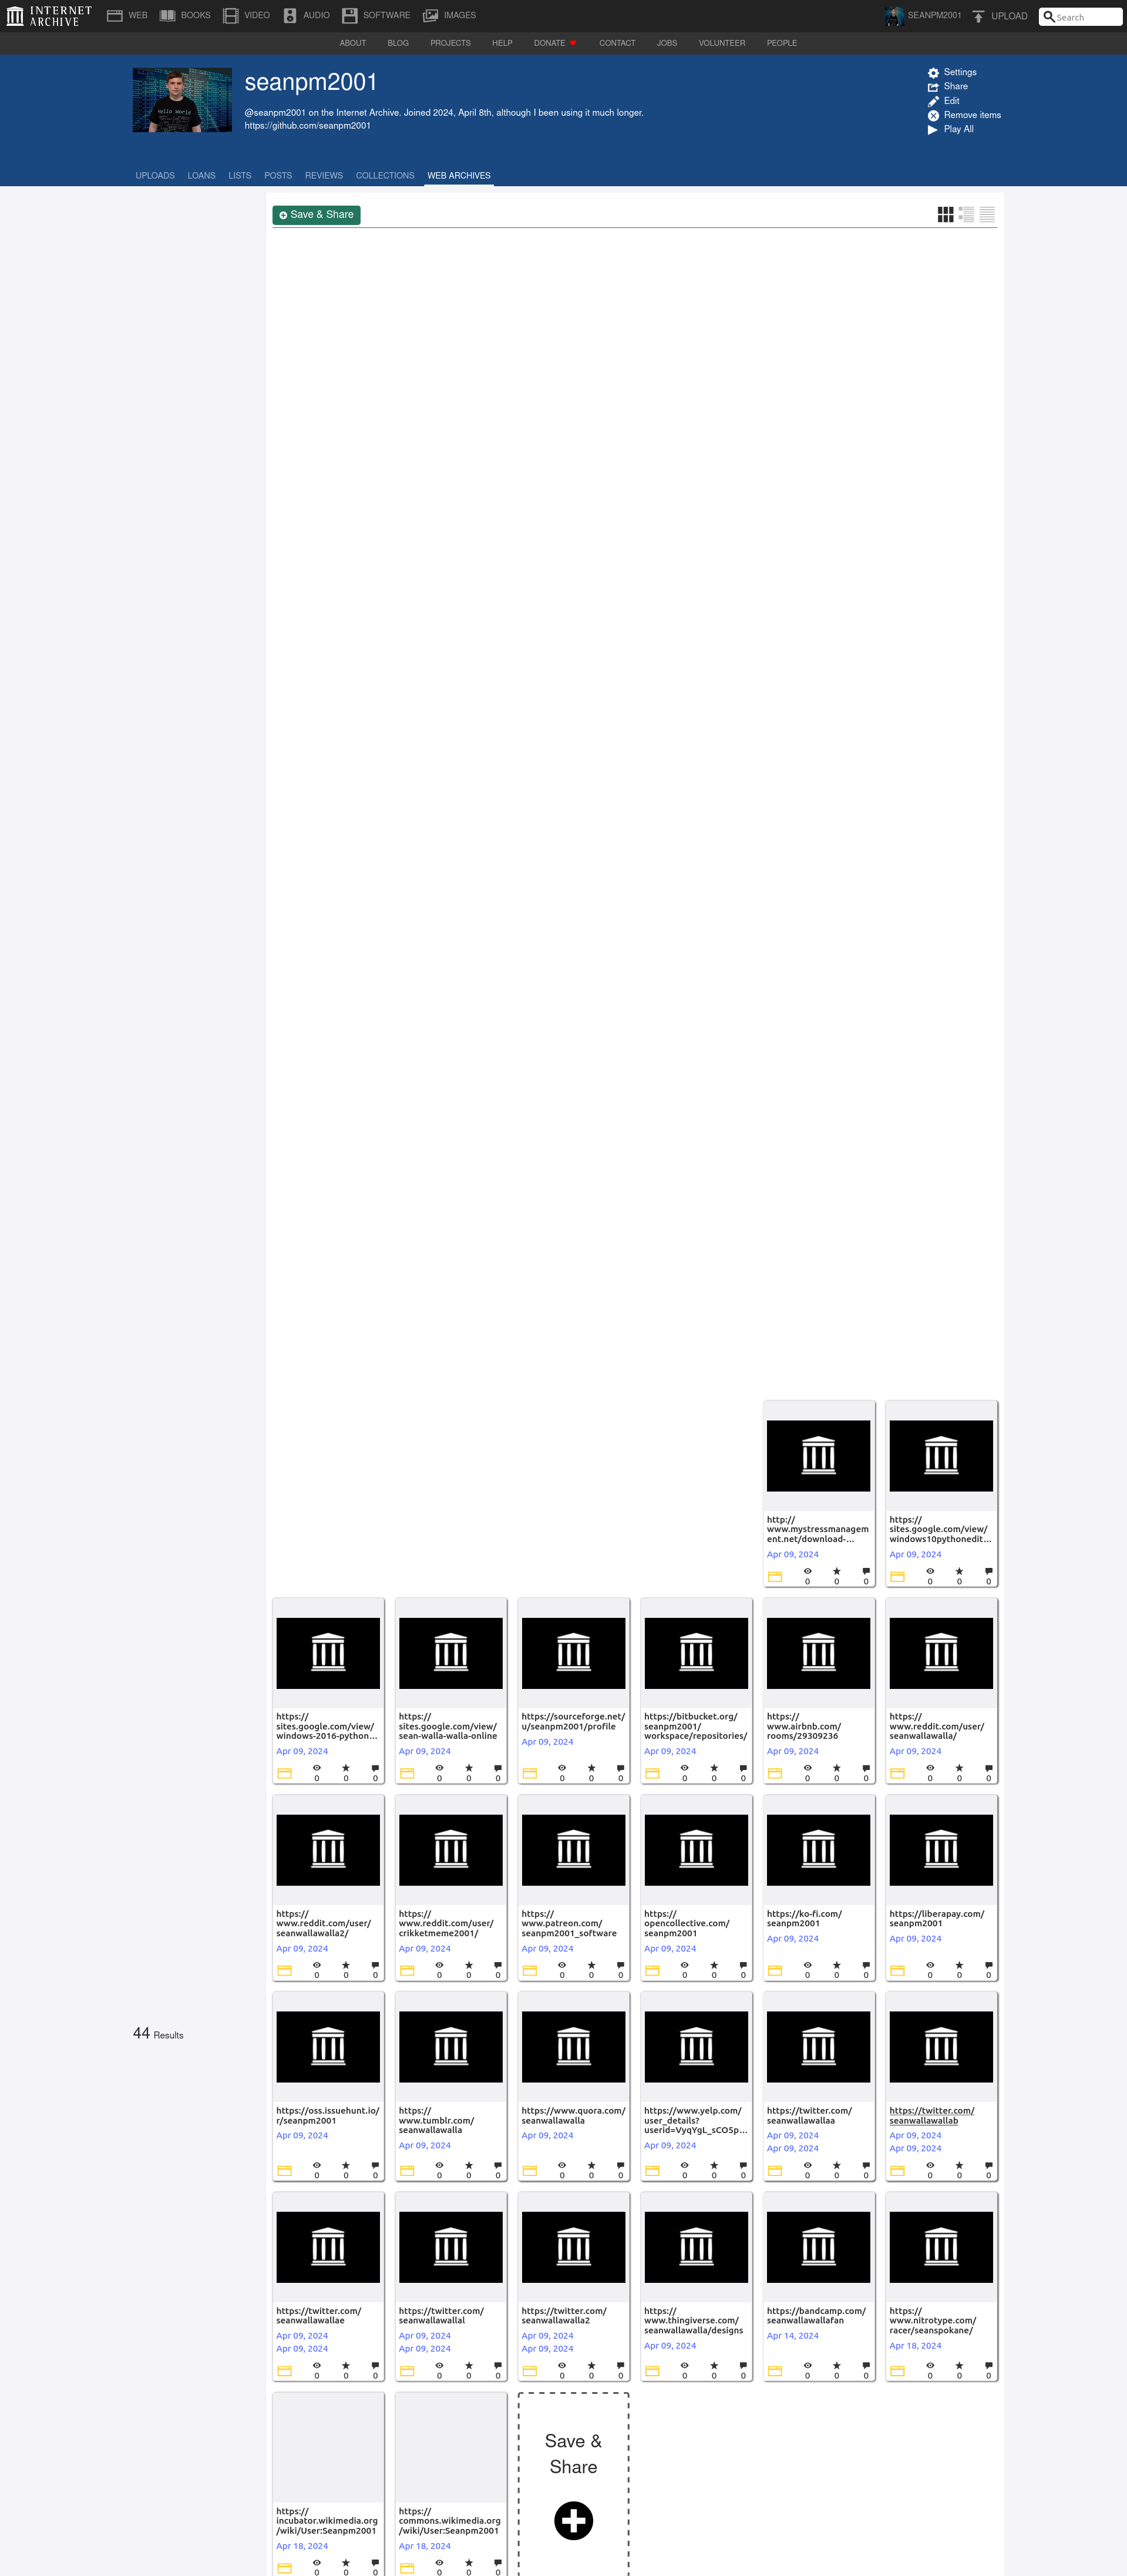 INTERNET
ARCHIVE
WEB
BOOKS
VIDEO
AUDIO
SOFTWARE
IMAGES
SEANPM2001
UPLOAD
Search
ABOUT
BLOG
PROJECTS
HELP
DONATE
CONTACT
JOBS
VOLUNTEER
PEOPLE
seanpm2001
@seanpm2001 on the Internet Archive. Joined 2024, April 8th, although I been using it much longer.
https://github.com/seanpm2001
Hello World
Settings
Share
Edit
Remove items
Play All
UPLOADS
LOANS
LISTS
POSTS
REVIEWS
COLLECTIONS
WEB ARCHIVES
Save & Share
44 Results
http://
www.mystressmanagem
ent.net/download-...
Apr 09, 2024
0 0 0
https://
sites.google.com/view/
windows10pythonedit...
Apr 09, 2024
0 0 0
https://
sites.google.com/view/
windows-2016-python...
Apr 09, 2024
0 0 0
https://
sites.google.com/view/
sean-walla-walla-online
Apr 09, 2024
0 0 0
https://sourceforge.net/
u/seanpm2001/profile
Apr 09, 2024
0 0 0
https://bitbucket.org/
seanpm2001/
workspace/repositories/
Apr 09, 2024
0 0 0
https://
www.airbnb.com/
rooms/29309236
Apr 09, 2024
0 0 0
https://
www.reddit.com/user/
seanwallawalla/
Apr 09, 2024
0 0 0
https://
www.reddit.com/user/
seanwallawalla2/
Apr 09, 2024
0 0 0
https://
www.reddit.com/user/
crikketmeme2001/
Apr 09, 2024
0 0 0
https://
www.patreon.com/
seanpm2001_software
Apr 09, 2024
0 0 0
https://
opencollective.com/
seanpm2001
Apr 09, 2024
0 0 0
https://ko-fi.com/
seanpm2001
Apr 09, 2024
0 0 0
https://liberapay.com/
seanpm2001
Apr 09, 2024
0 0 0
https://oss.issuehunt.io/
r/seanpm2001
Apr 09, 2024
0 0 0
https://
www.tumblr.com/
seanwallawalla
Apr 09, 2024
0 0 0
https://www.quora.com/
seanwallawalla
Apr 09, 2024
0 0 0
https://www.yelp.com/
user_details?
userid=VyqYgL_sCO5p...
Apr 09, 2024
0 0 0
https://twitter.com/
seanwallawallaa
Apr 09, 2024
Apr 09, 2024
0 0 0
https://twitter.com/
seanwallawallab
Apr 09, 2024
Apr 09, 2024
0 0 0
https://twitter.com/
seanwallawallae
Apr 09, 2024
Apr 09, 2024
0 0 0
https://twitter.com/
seanwallawallal
Apr 09, 2024
Apr 09, 2024
0 0 0
https://twitter.com/
seanwallawalla2
Apr 09, 2024
Apr 09, 2024
0 0 0
https://
www.thingiverse.com/
seanwallawalla/designs
Apr 09, 2024
0 0 0
https://bandcamp.com/
seanwallawallafan
Apr 14, 2024
0 0 0
https://
www.nitrotype.com/
racer/seanspokane/
Apr 18, 2024
0 0 0
https://
incubator.wikimedia.org
/wiki/User:Seanpm2001
Apr 18, 2024
0 0 0
https://
commons.wikimedia.org
/wiki/User:Seanpm2001
Apr 18, 2024
0 0 0
Save &
Share